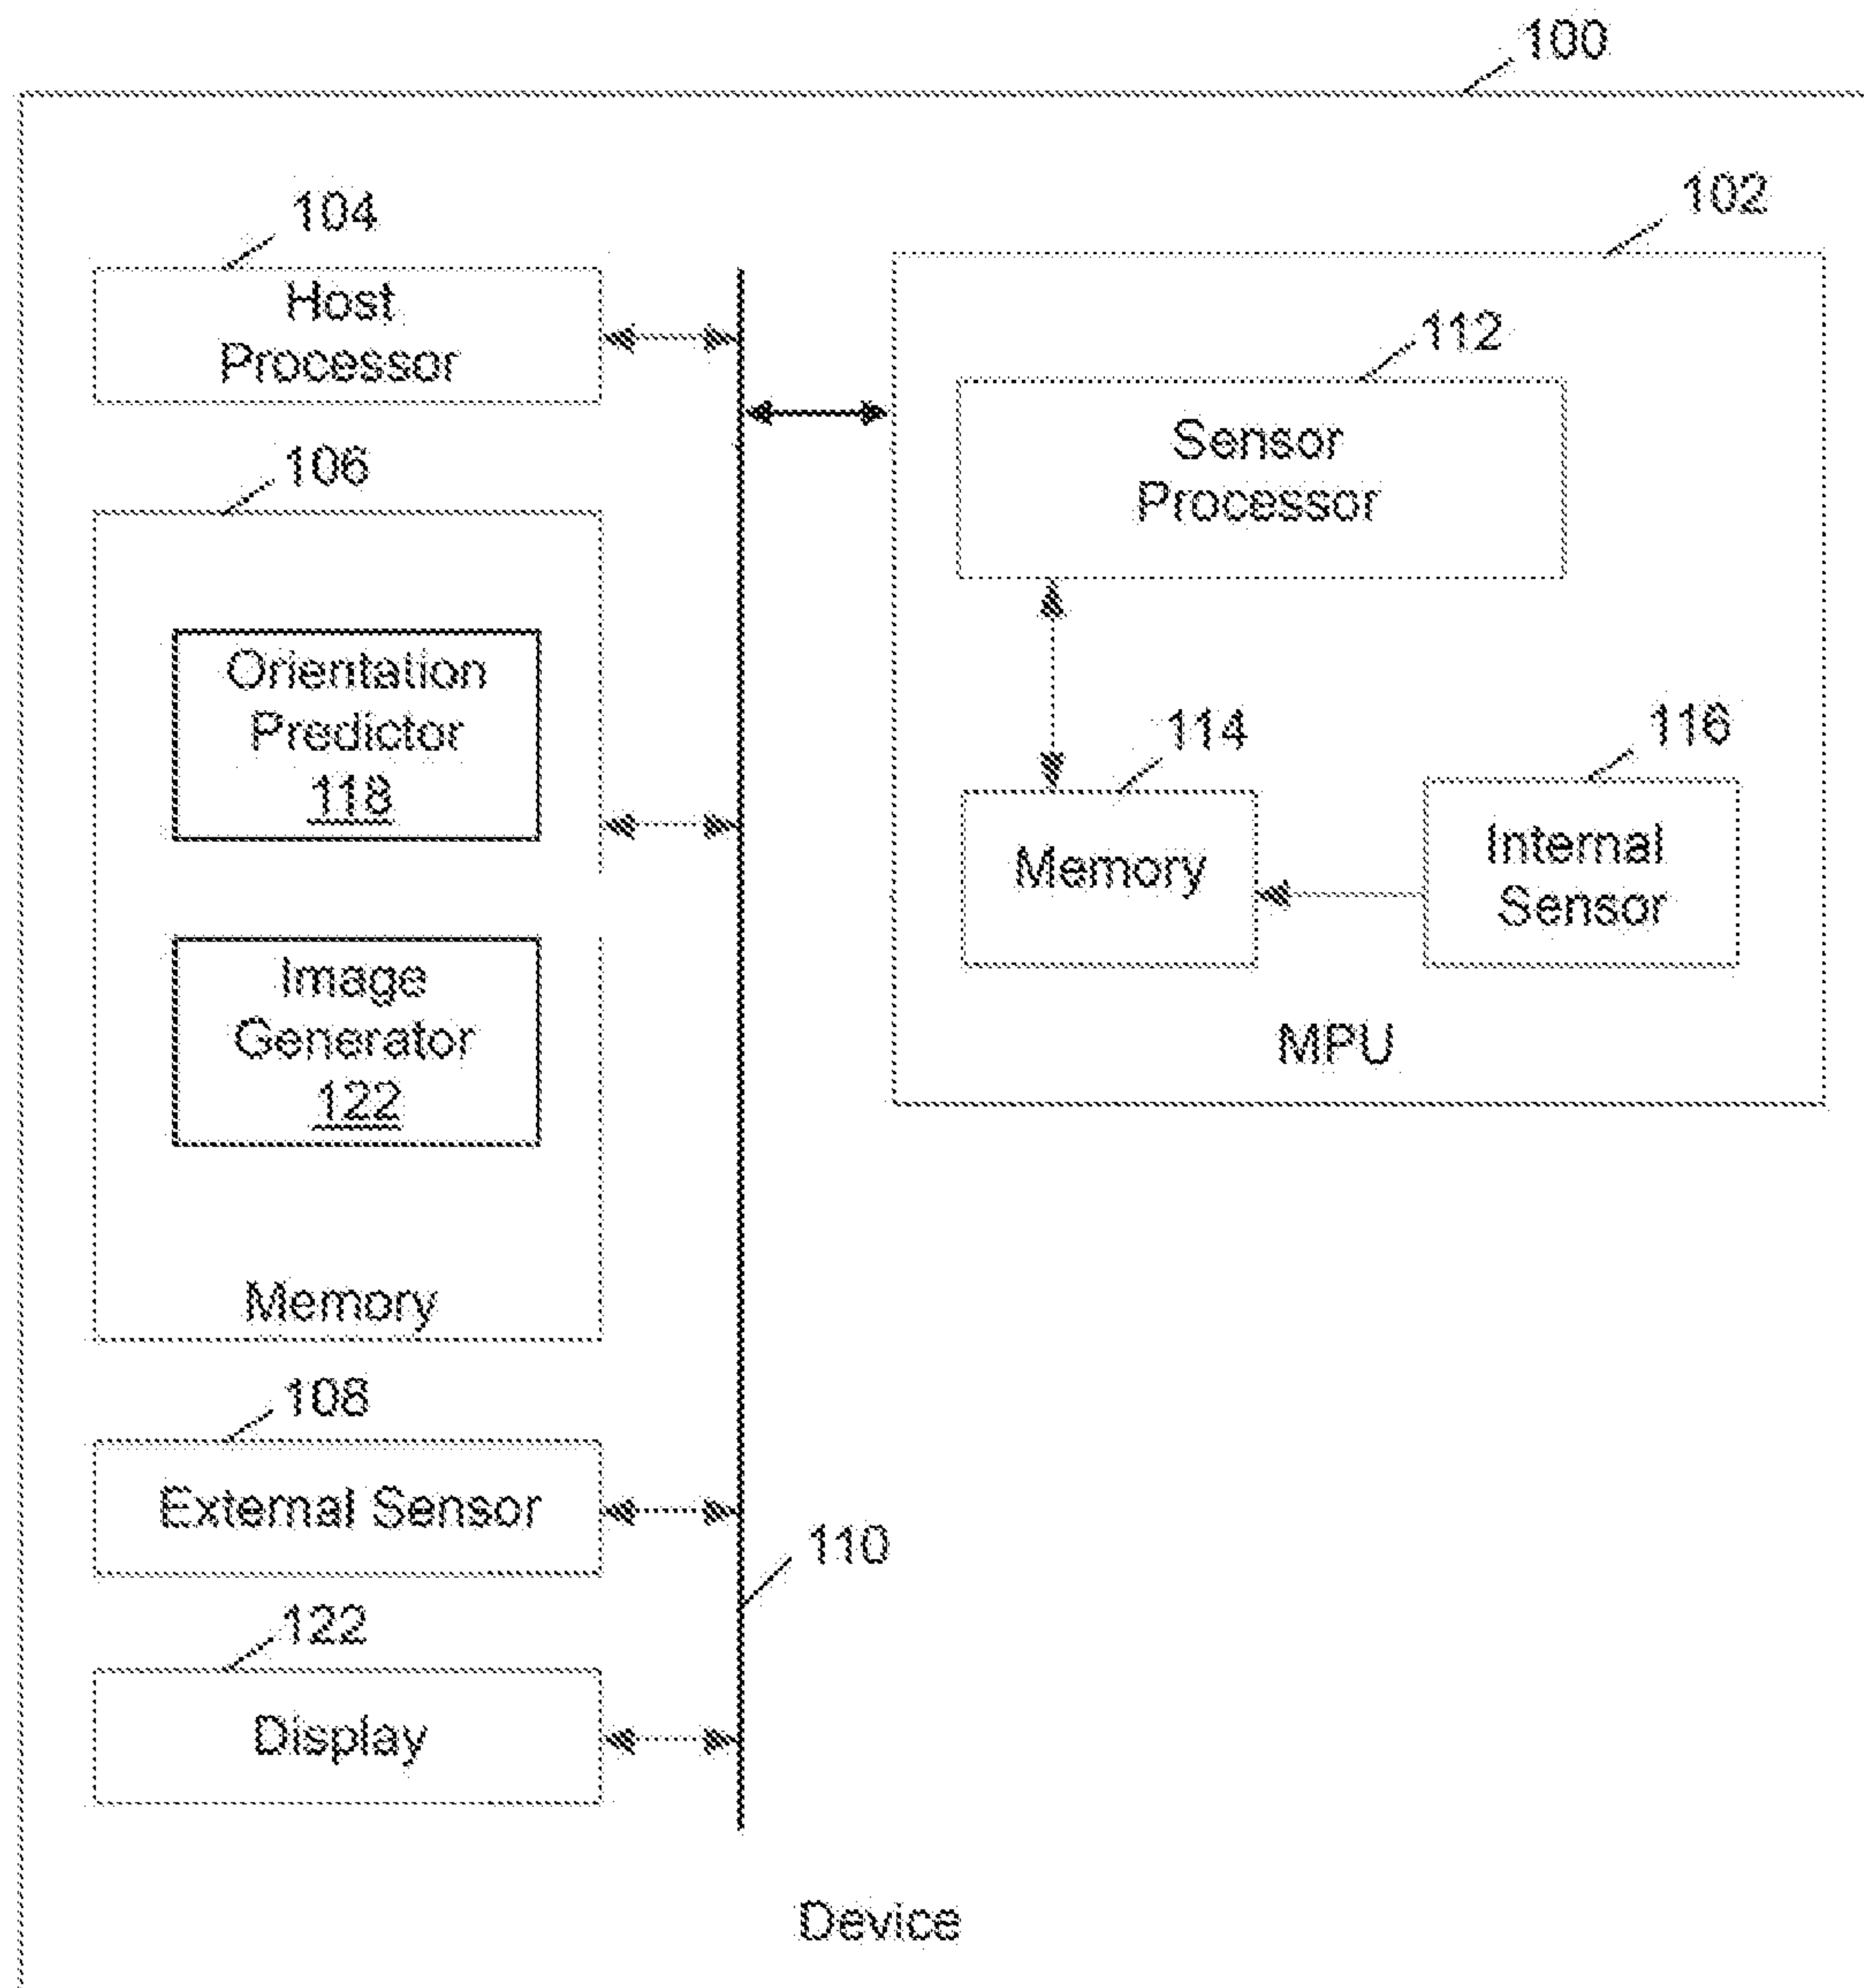 100
102
104
Host
Processor
112
Sensor
Processor
106
Orientation
Predictor
118
114
116
Memory
Internal
Sensor
Image
Generator
122
MPU
Memory
108
External Sensor
110
122
Display
Device